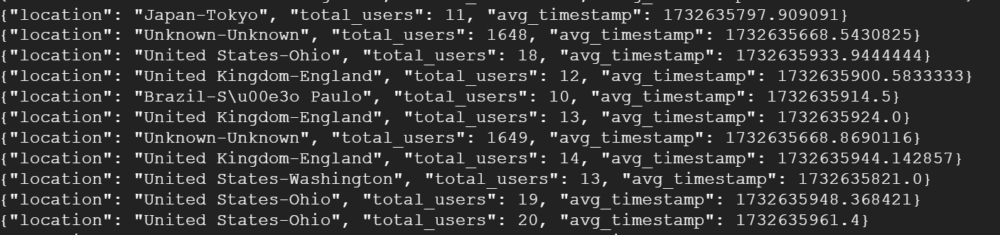 {"location": "Japan-Tokyo", "total_users": 11, "avg_timestamp": 1732635797.909091}
{"location": "Unknown-Unknown", "total_users": 1648, "avg_timestamp": 1732635668.5430825}
{"location": "United States-Ohio", "total_users": 18, "avg_timestamp": 1732635933.9444444}
{"location": "United Kingdom-England", "total_users": 12, "avg_timestamp": 1732635900.5833333}
{"location": "Brazil-S\u00e3o Paulo", "total_users": 10, "avg_timestamp": 1732635914.5}
{"location": "United Kingdom-England", "total_users": 13, "avg_timestamp": 1732635924.0}
{"location": "Unknown-Unknown", "total_users": 1649, "avg_timestamp": 1732635668.8690116}
{"location": "United Kingdom-England", "total_users": 14, "avg_timestamp": 1732635944.142857}
{"location": "United States-Washington", "total_users": 13, "avg_timestamp": 1732635821.0}
{"location": "United States-Ohio", "total_users": 19, "avg_timestamp": 1732635948.368421}
{"location": "United States-Ohio", "total_users": 20, "avg_timestamp": 1732635961.4}